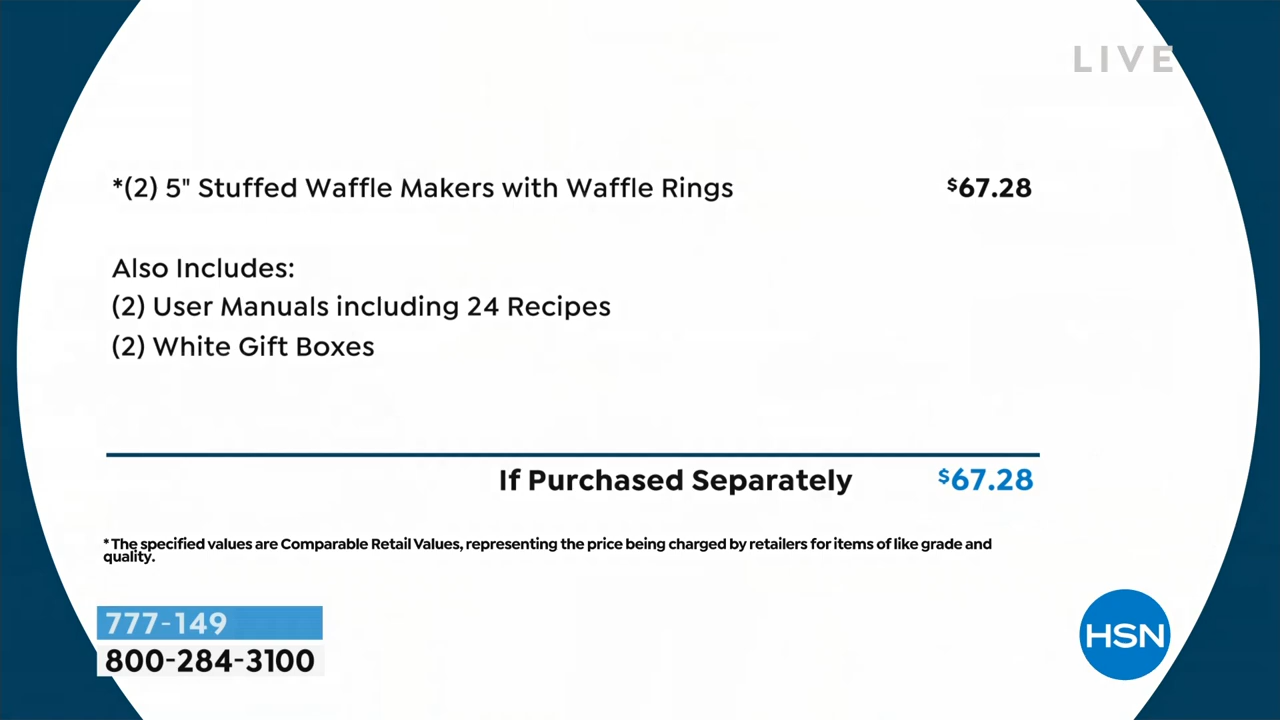 LIVE
*(2) 5" Stuffed Waffle Makers with Waffle Rings $67.28
Also Includes:
(2) User Manuals including 24 Recipes
(2) White Gift Boxes
If Purchased Separately $67.28
*The specified values are Comparable Retail Values, representing the price being charged by retailers for items of like grade and
quality.
777-149
800-284-3100
HSN